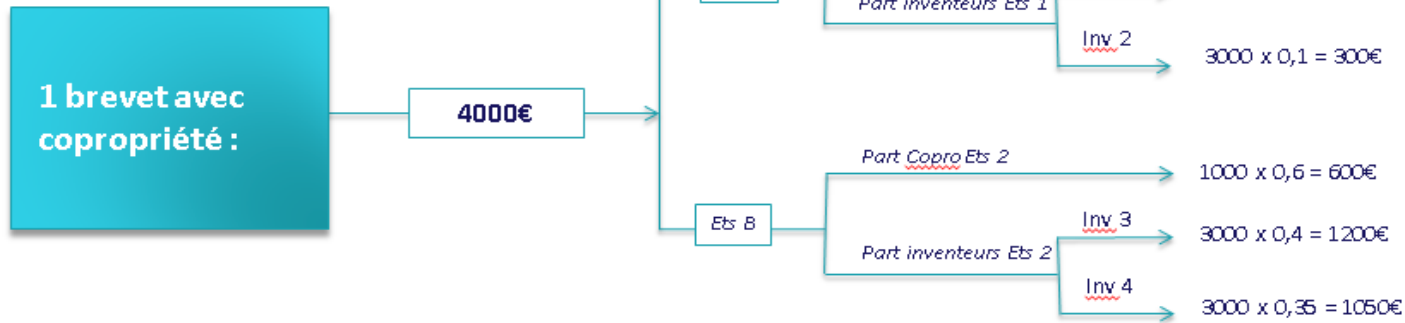 Part inventeurs Ets 1
Inv 2
3000 x 0,1 = 300€
1 brevet avec
copropriété :
4000€
Part Copro Ets 2
1000 x 0,6 = 600€
Ets B
Inv 3
3000 x 0,4 = 1200€
Part inventeurs Ets 2
Inv 4
3000 x 0,35 = 1050€